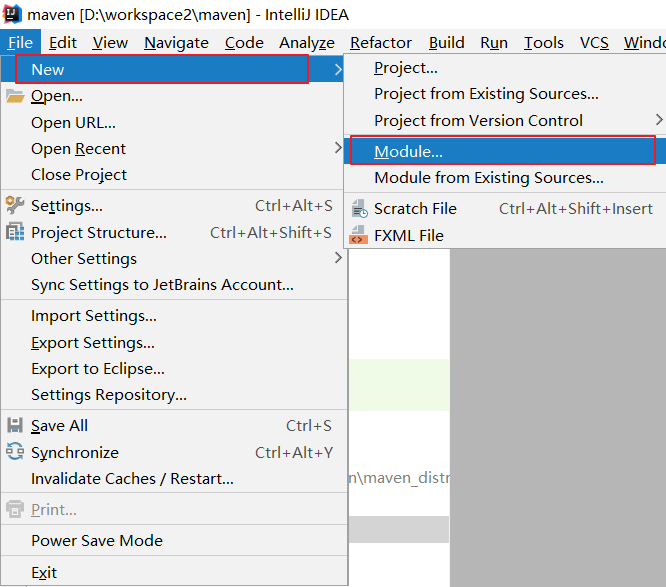 maven [D:\workspace2\maven] - IntelliJ IDEA
File Edit View Navigate Code Analyze Refactor Build Run Tools VCS Windo
New
Open...
Open URL...
Open Recent
Close Project
Settings... Ctrl+Alt+S
Project Structure... Ctrl+Alt+Shift+S
Other Settings
Sync Settings to JetBrains Account...
Import Settings...
Export Settings...
Export to Eclipse...
Settings Repository...
Save All Ctrl+S
Synchronize Ctrl+Alt+Y
Invalidate Caches / Restart...
Print...
Power Save Mode
Exit
Project...
Project from Existing Sources...
Project from Version Control
Module...
Module from Existing Sources...
Scratch File Ctrl+Alt+Shift+Insert
FXML File
n\maven_distr